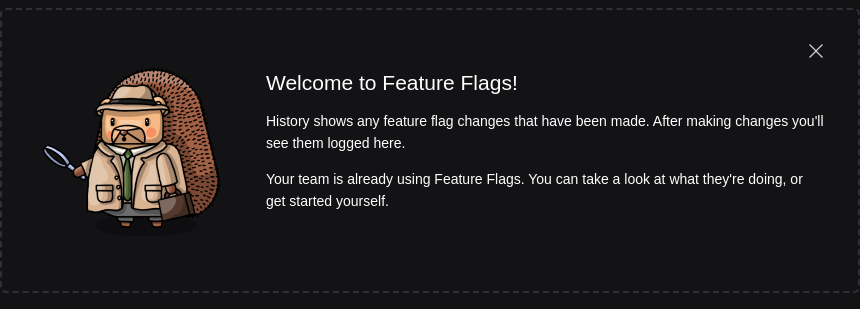 Welcome to Feature Flags!
History shows any feature flag changes that have been made. After making changes you'll
see them logged here.
Your team is already using Feature Flags. You can take a look at what they're doing, or
get started yourself.